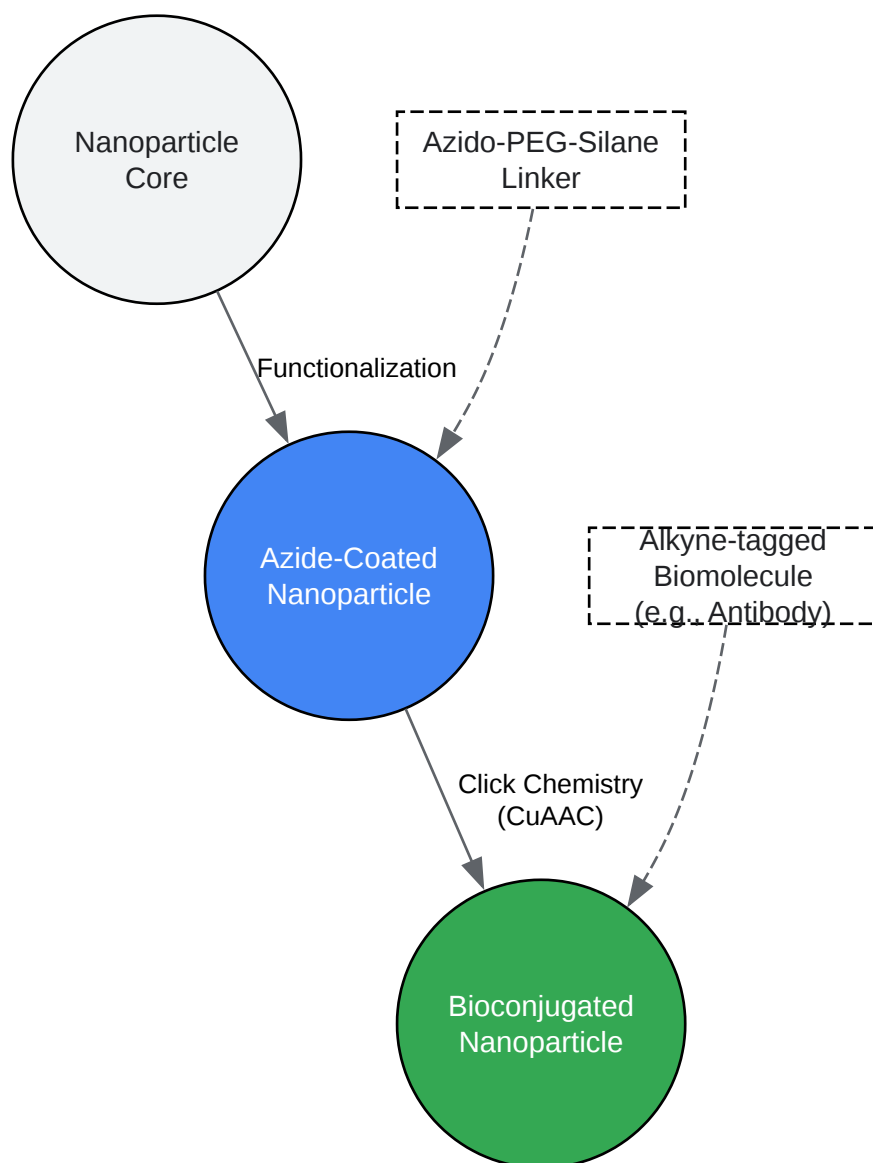 Nanoparticle
Core
Azido-PEG-Silane
Linker
Functionalization
Azide-Coated
Nanoparticle
Alkyne-tagged
Biomolecule
(e.g., Antibody)
Click Chemistry
(CuAAC)
Bioconjugated
Nanoparticle